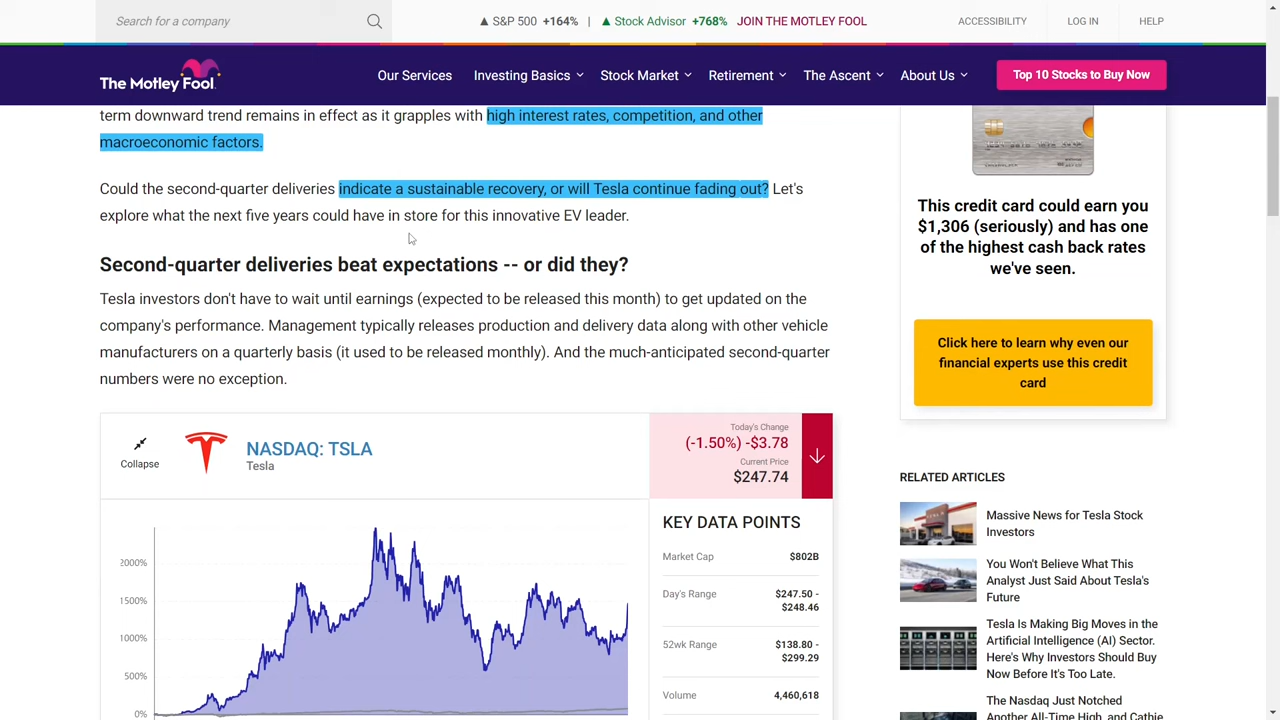 Search for a company
S&P 500 +164% | Stock Advisor +768% JOIN THE MOTLEY FOOL
ACCESSIBILITY LOG IN HELP
The Motley Fool
Our Services Investing Basics Stock Market Retirement The Ascent About Us Top 10 Stocks to Buy Now
term downward trend remains in effect as it grapples with high interest rates, competition, and other
macroeconomic factors.
Could the second-quarter deliveries indicate a sustainable recovery, or will Tesla continue fading out? Let's
explore what the next five years could have in store for this innovative EV leader.
Second-quarter deliveries beat expectations -- or did they?
Tesla investors don't have to wait until earnings (expected to be released this month) to get updated on the
company's performance. Management typically releases production and delivery data along with other vehicle
manufacturers on a quarterly basis (it used to be released monthly). And the much-anticipated second-quarter
numbers were no exception.
Collapse
NASDAQ: TSLA
Tesla
Today's Change
(-1.50%) -$3.78
Current Price
$247.74
2000%
1500%
1000%
500%
0%
KEY DATA POINTS
Market Cap $802B
Day's Range $247.50 -
$248.46
52wk Range $138.80 -
$299.29
Volume 4,460,618
This credit card could earn you
$1,306 (seriously) and has one
of the highest cash back rates
we've seen.
Click here to learn why even our
financial experts use this credit
card
RELATED ARTICLES
Massive News for Tesla Stock
Investors
You Won't Believe What This
Analyst Just Said About Tesla's
Future
Tesla Is Making Big Moves in the
Artificial Intelligence (AI) Sector.
Here's Why Investors Should Buy
Now Before It's Too Late.
The Nasdaq Just Notched
Another All-Time High, and Cathie